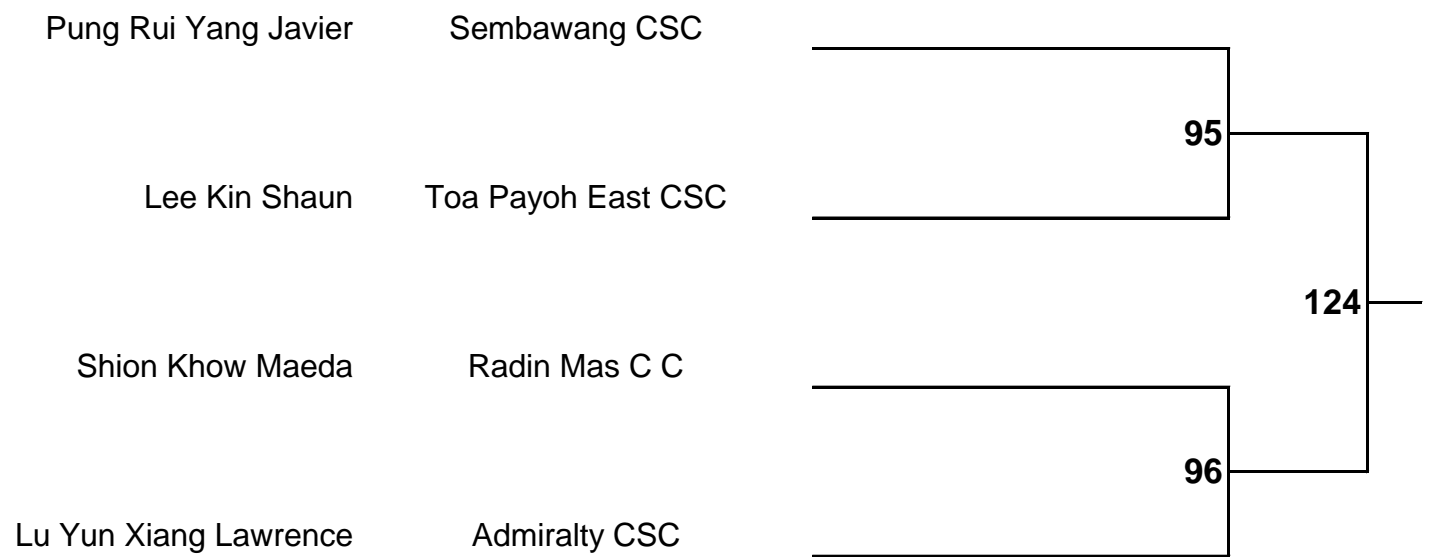 Pung Rui Yang Javier Sembawang CSC
95
Lee Kin Shaun Toa Payoh East CSC
124
Shion Khow Maeda Radin Mas C C
96
Lu Yun Xiang Lawrence Admiralty CSC